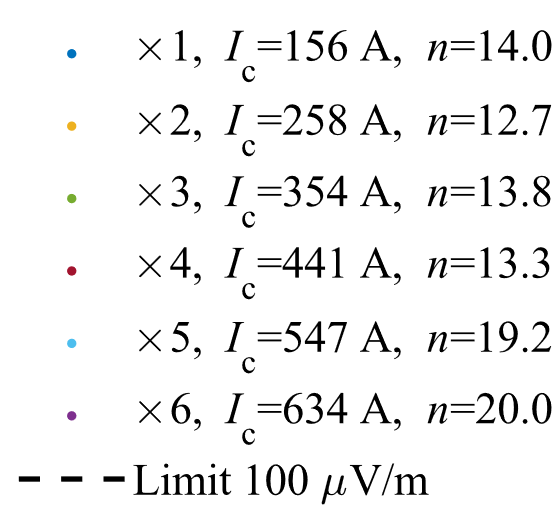 ×1, Ic=156 A, n=14.0
×2, Ic=258 A, n=12.7
×3, Ic=354 A, n=13.8
×4, Ic=441 A, n=13.3
×5, Ic=547 A, n=19.2
×6, Ic=634 A, n=20.0
Limit 100 μV/m